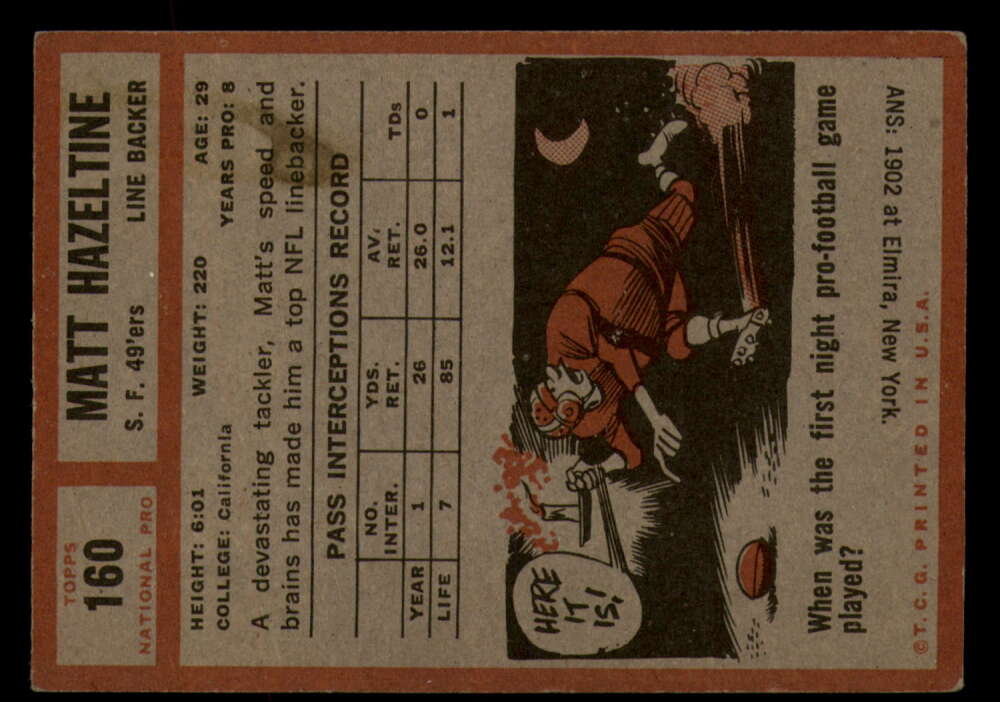 TOPPS
160
NATIONAL PRO
MATT HAZELTINE
S. F. 49'ers LINE BACKER
HEIGHT: 6:01 WEIGHT: 220 AGE: 29
COLLEGE: California YEARS PRO: 8
A devastating tackler, Matt's speed and
brains has made him a top NFL linebacker.
PASS INTERCEPTIONS RECORD
NO. YDS. AV.
INTER. RET. RET. TDs
YEAR 1 26 26.0 0
LIFE 7 85 12.1 1
HERE
IT
IS!
When was the first night pro-football game
played?
ANS: 1902 at Elmira, New York.
©T. C. G. PRINTED IN U.S.A.